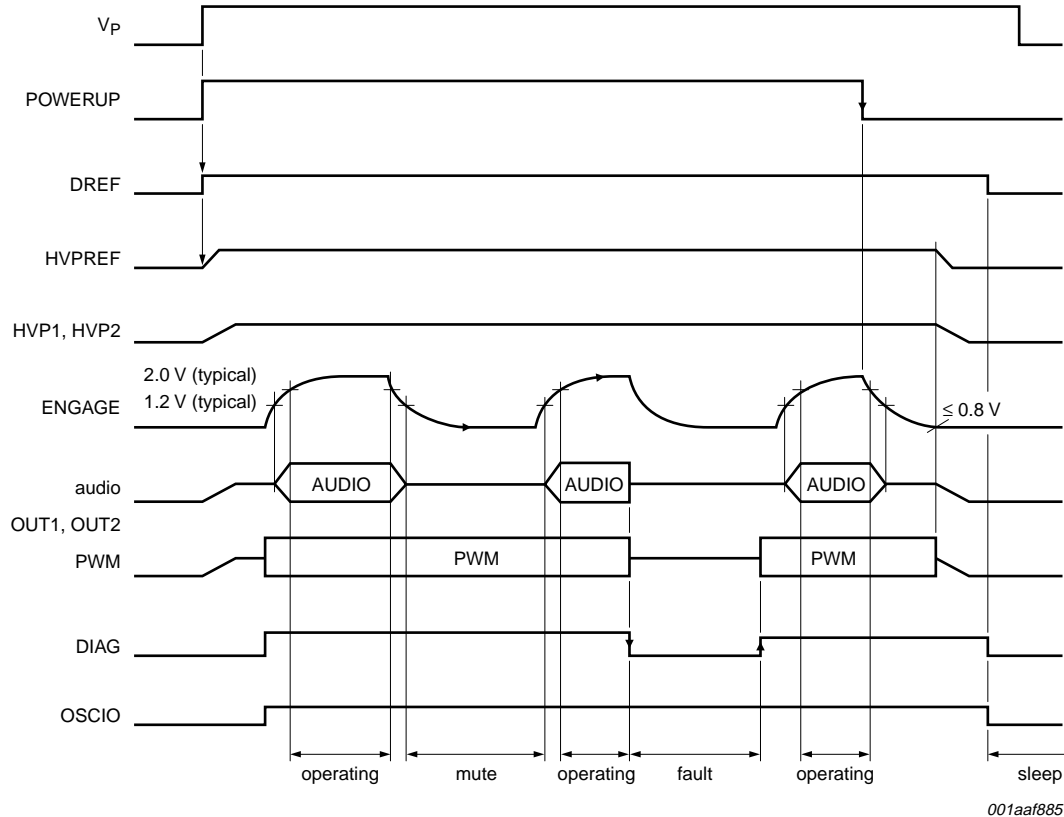 VP
POWERUP
DREF
HVPREF
HVP1, HVP2
2.0 V (typical)
1.2 V (typical)
ENGAGE
≤ 0.8 V
audio
AUDIO AUDIO AUDIO
OUT1, OUT2
PWM
PWM PWM
DIAG
OSCIO
operating mute operating fault operating sleep
001aaf885